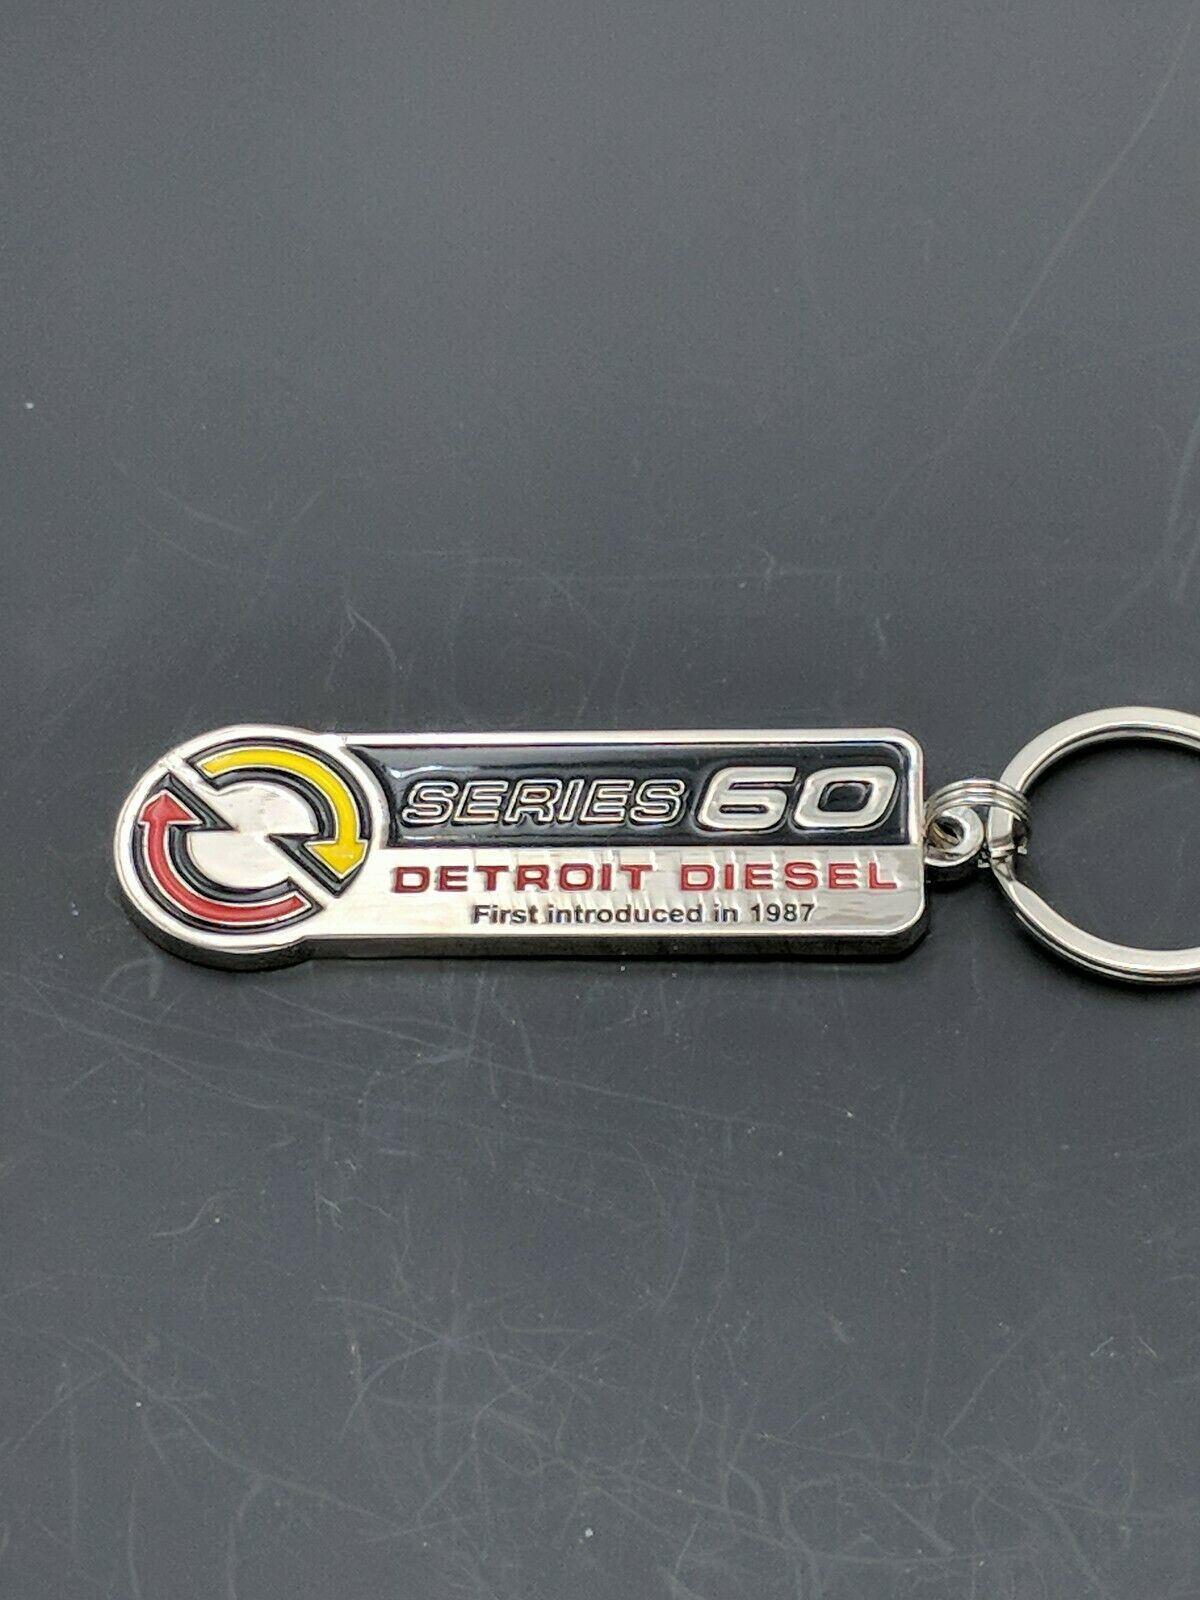 SERIES 60
DETROIT DIESEL
First introduced in 1987